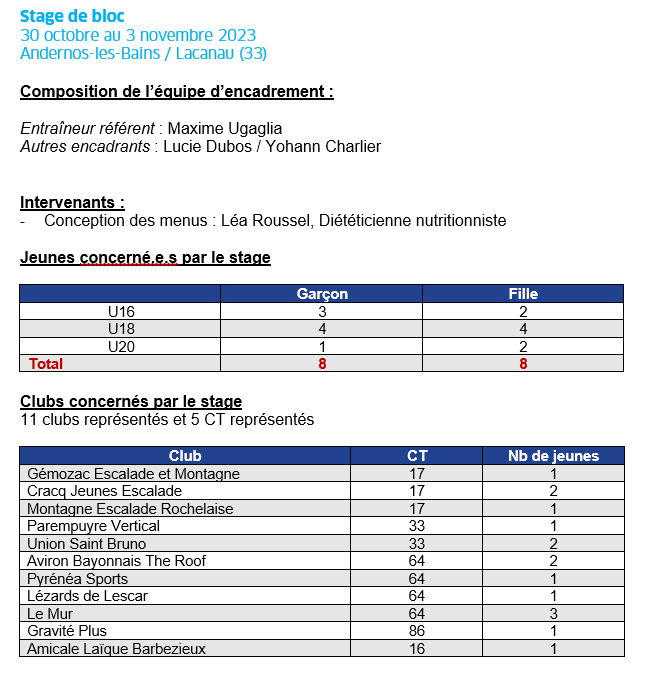 Stage de bloc
30 octobre au 3 novembre 2023
Andernos-les-Bains / Lacanau (33)
Composition de l'équipe d'encadrement :
Entraîneur référent : Maxime Ugaglia
Autres encadrants : Lucie Dubos / Yohann Charlier
Intervenants :
- Conception des menus : Léa Roussel, Diététicienne nutritionniste
Jeunes concerné.e.s par le stage
Garçon Fille
U16 3 2
U18 4 4
U20 1 2
Total 8 8
Clubs concernés par le stage
11 clubs représentés et 5 CT représentés
Club CT Nb de jeunes
Gémozac Escalade et Montagne 17 1
Cracq Jeunes Escalade 17 2
Montagne Escalade Rochelaise 17 1
Parempuyre Vertical 33 1
Union Saint Bruno 33 2
Aviron Bayonnais The Roof 64 2
Pyrénéa Sports 64 1
Lézards de Lescar 64 1
Le Mur 64 3
Gravité Plus 86 1
Amicale Laïque Barbezieux 16 1